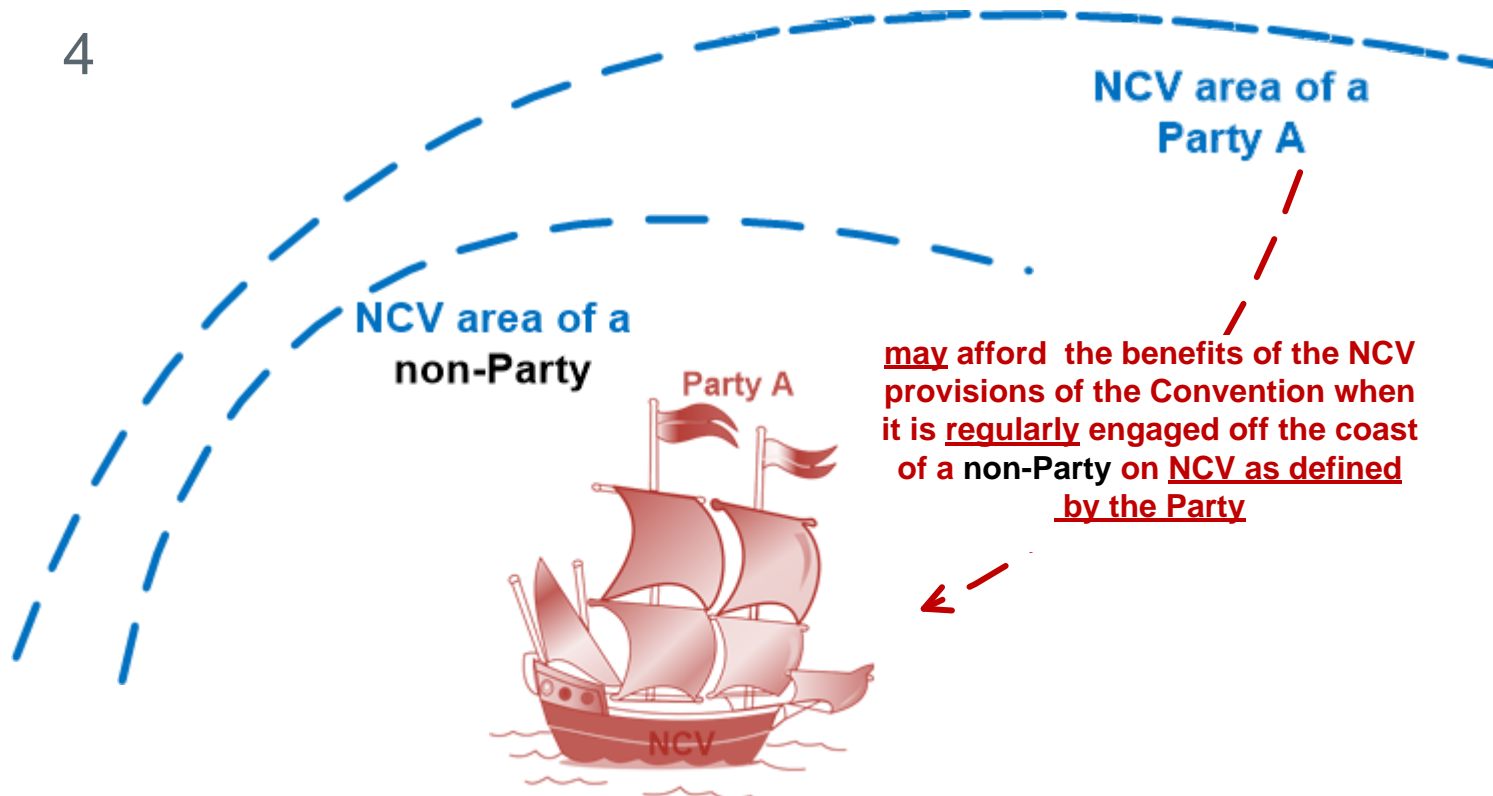 4
NCV area of a
Party A
NCV area of a
non-Party
Party A
may afford the benefits of the NCV
provisions of the Convention when
it is regularly engaged off the coast
of a non-Party on NCV as defined
by the Party
NCV